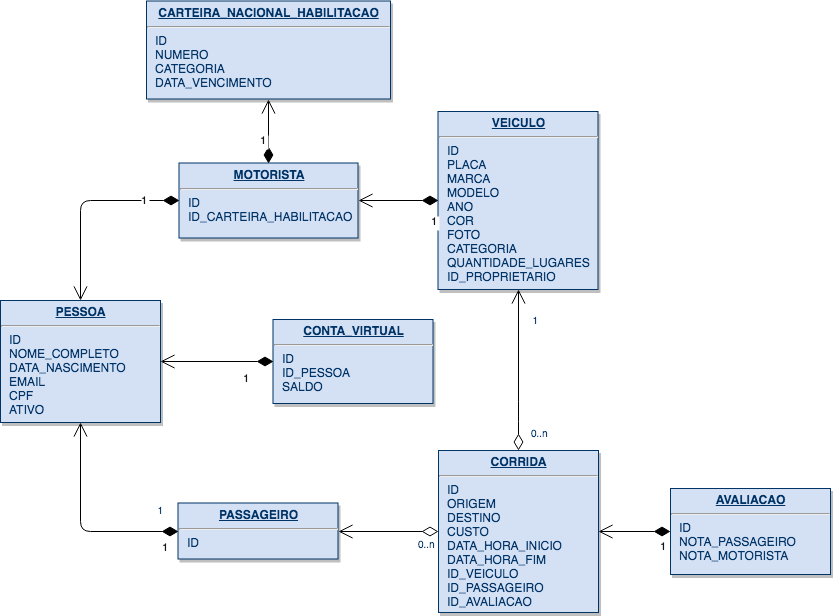 CARTEIRA_NACIONAL_HABILITACAO
ID
NUMERO
CATEGORIA
DATA_VENCIMENTO
1
MOTORISTA
ID
ID_CARTEIRA_HABILITACAO
1
VEICULO
ID
PLACA
MARCA
MODELO
ANO
COR
FOTO
CATEGORIA
QUANTIDADE_LUGARES
ID_PROPRIETARIO
1
PESSOA
ID
NOME_COMPLETO
DATA_NASCIMENTO
EMAIL
CPF
ATIVO
CONTA_VIRTUAL
ID
ID_PESSOA
SALDO
1
1
0..n
CORRIDA
ID
ORIGEM
DESTINO
CUSTO
DATA_HORA_INICIO
DATA_HORA_FIM
ID_VEICULO
ID_PASSAGEIRO
ID_AVALIACAO
PASSAGEIRO
ID
1
1
0..n
AVALIACAO
ID
NOTA_PASSAGEIRO
NOTA_MOTORISTA
1